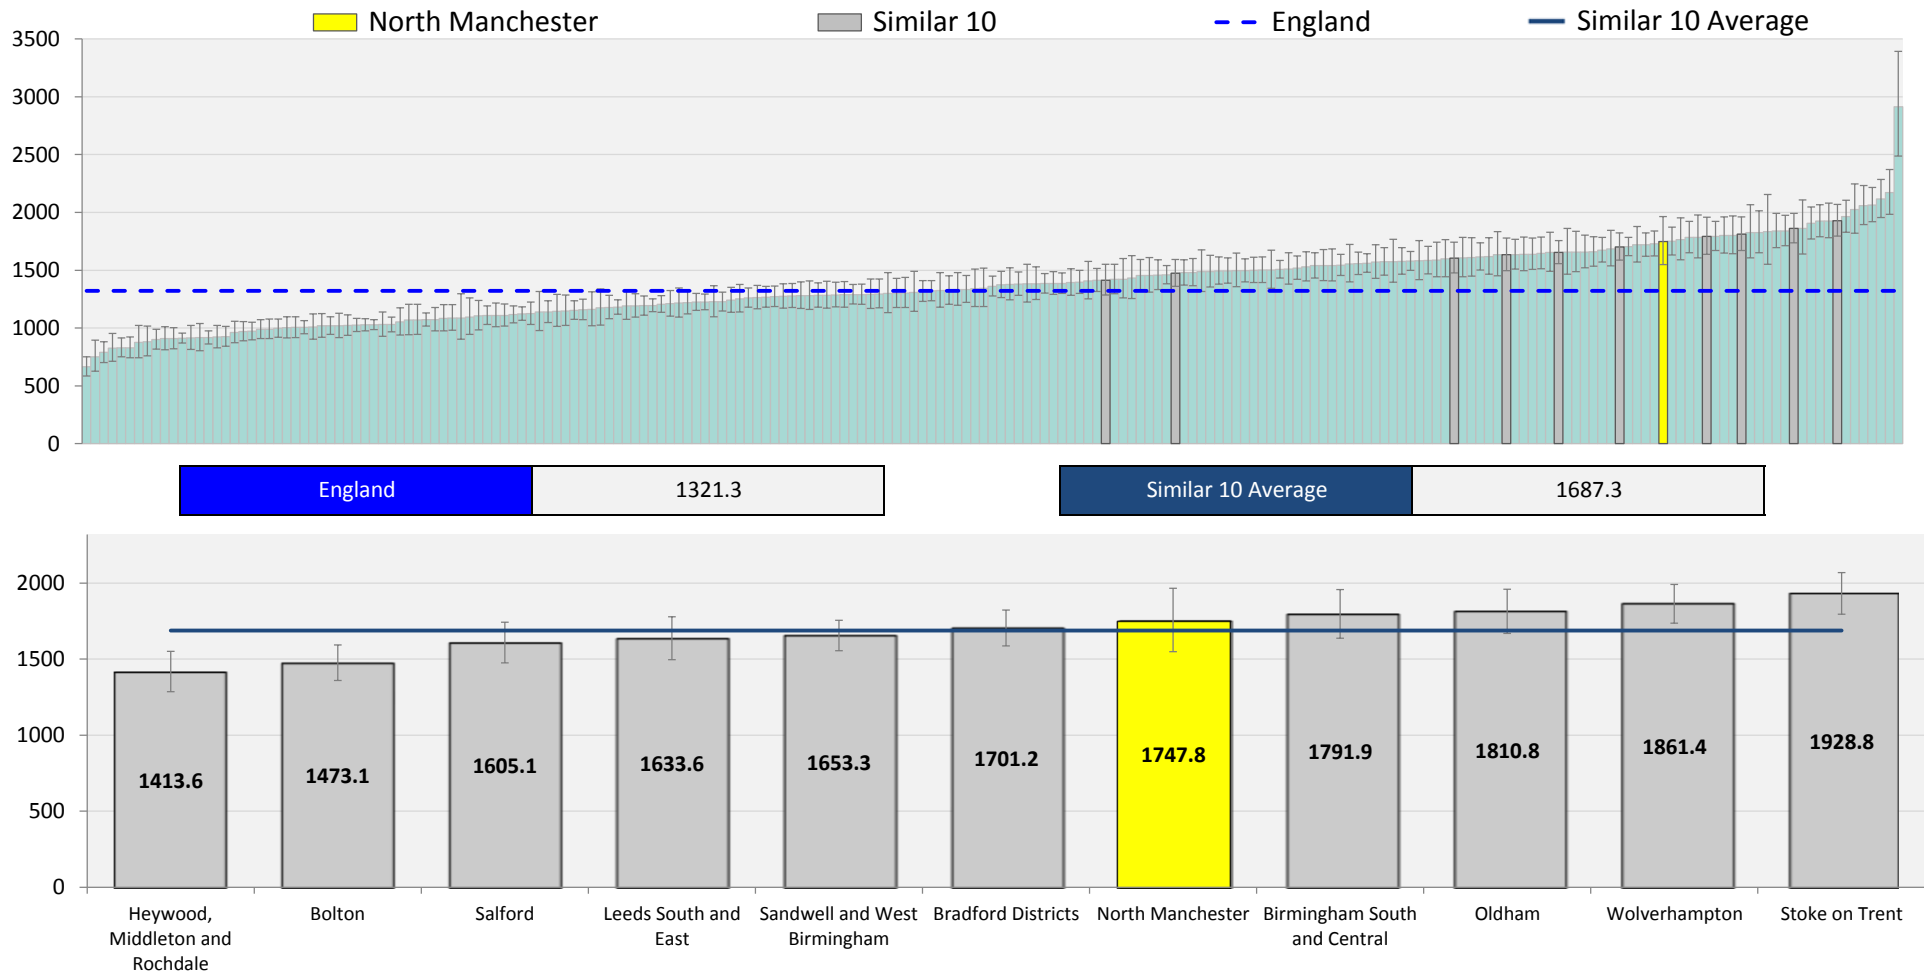 North Manchester Similar 10 England Similar 10 Average
3500
3000
2500
2000
1500
1000
500
0
England 1321.3 Similar 10 Average 1687.3
2000
1500
1000
500
0
1413.6 1473.1 1605.1 1633.6 1653.3 1701.2 1747.8 1791.9 1810.8 1861.4 1928.8
Heywood, Bolton Salford Leeds South and Sandwell and West Bradford Districts North Manchester Birmingham South Oldham Wolverhampton Stoke on Trent
Middleton and East Birmingham and Central
Rochdale